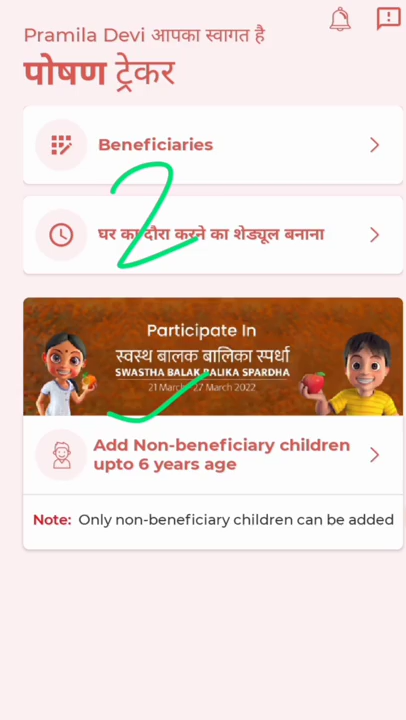 Pramila Devi आपका स्वागत है
पोषण ट्रेकर
Beneficiaries
2
घर का दौरा करने का शेड्यूल बनाना
Participate In
स्वस्थ बालक बालिका स्पर्धा
SWASTHA BALAK BALIKA SPARDHA
21 March - 27 March 2022
Add Non-beneficiary children
upto 6 years age
Note: Only non-beneficiary children can be added